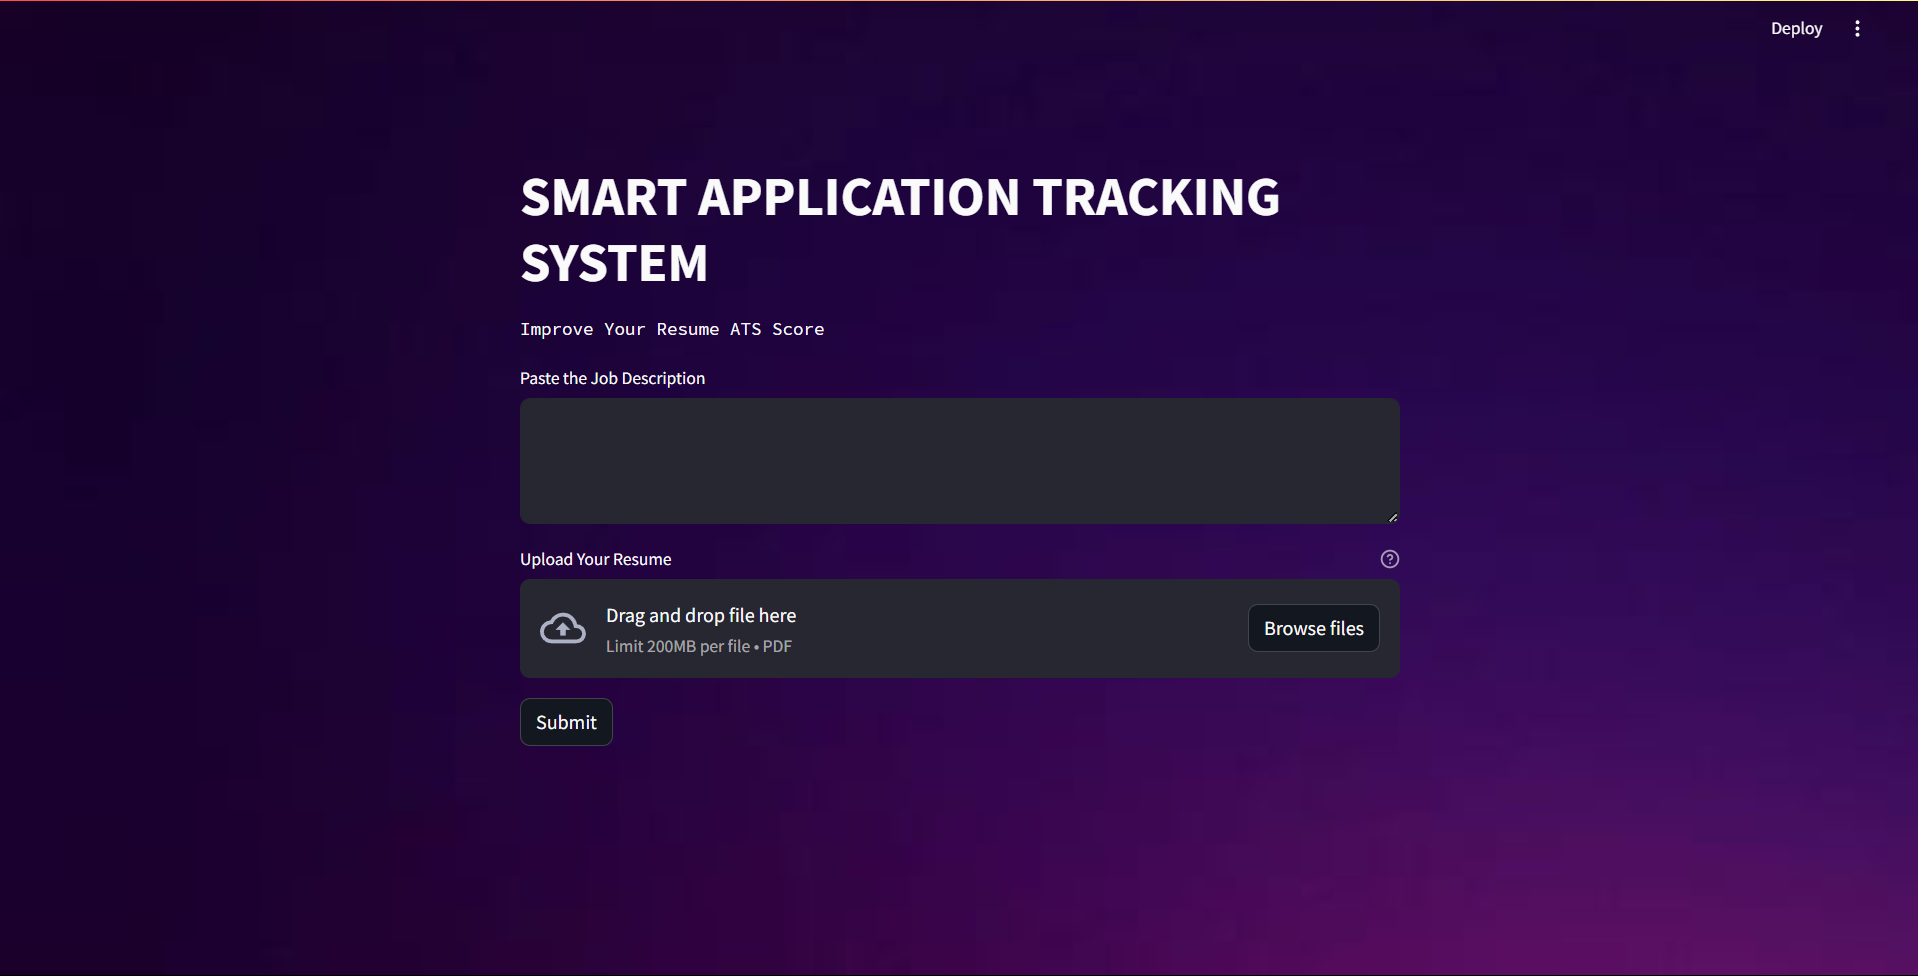 Deploy
SMART APPLICATION TRACKING
SYSTEM
Improve Your Resume ATS Score
Paste the Job Description
Upload Your Resume
Drag and drop file here
Limit 200MB per file • PDF
Browse files
Submit